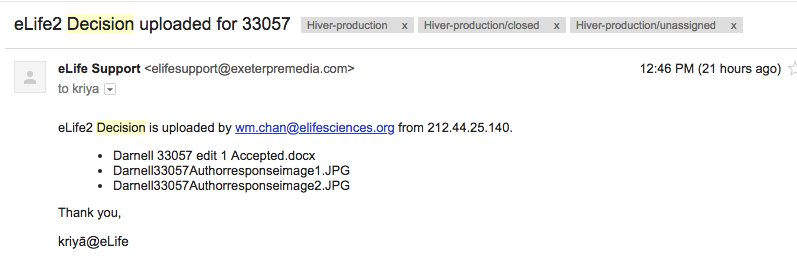 eLife2 Decision uploaded for 33057 Hiver-production x Hiver-production/closed x Hiver-production/unassigned x
eLife Support <elifesupport@exeterpremedia.com> 12:46 PM (21 hours ago)
to kriya
eLife2 Decision is uploaded by wm.chan@elifesciences.org from 212.44.25.140.
• Darnell 33057 edit 1 Accepted.docx
• Darnell33057Authorresponseimage1.JPG
• Darnell33057Authorresponseimage2.JPG
Thank you,
kriyā@eLife